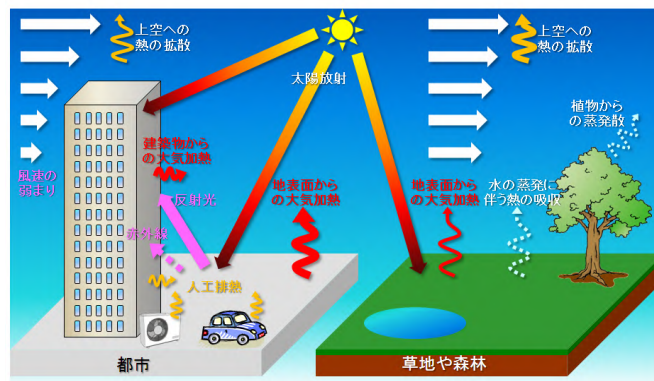 上空への
熱の拡散
太陽放射
上空への
熱の拡散
植物から
の蒸発散
建築物から
の大気加熱
風速の
弱まり
反射光
地表面から
の大気加熱
地表面から
の大気加熱
水の蒸発に
伴う熱の吸収
赤外線
人工排熱
都市
草地や森林